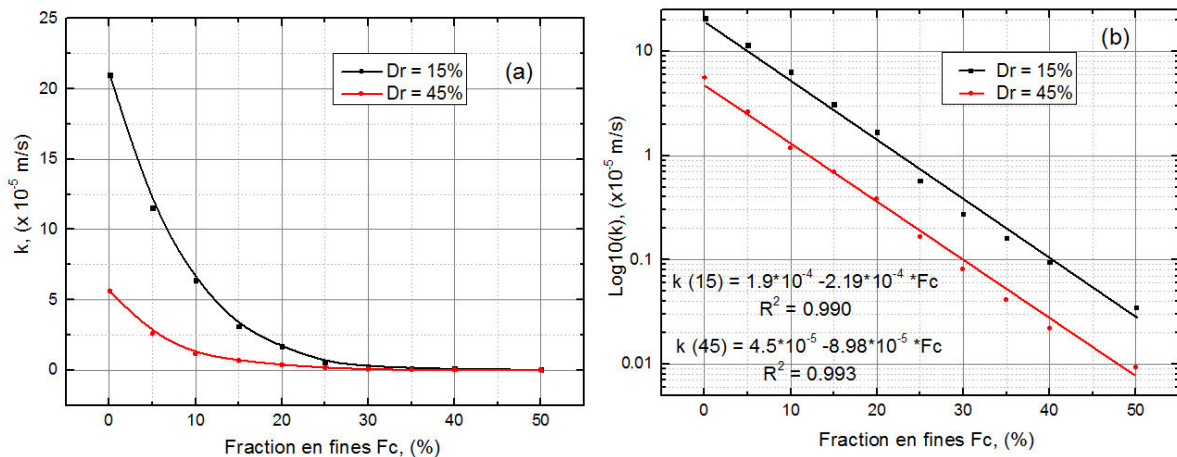 25
20
15
10
5
0
k, (x 10⁻⁵ m/s)
Dr = 15%
Dr = 45%
(a)
0 10 20 30 40 50
Fraction en fines Fc, (%)
10
1
0.1
0.01
Log10(k), (x10⁻⁵ m/s)
(b)
Dr = 15%
Dr = 45%
k (15) = 1.9*10⁻⁴ -2.19*10⁻⁴ *Fc
R² = 0.990
k (45) = 4.5*10⁻⁵ -8.98*10⁻⁵ *Fc
R² = 0.993
0 10 20 30 40 50
Fraction en fines Fc, (%)